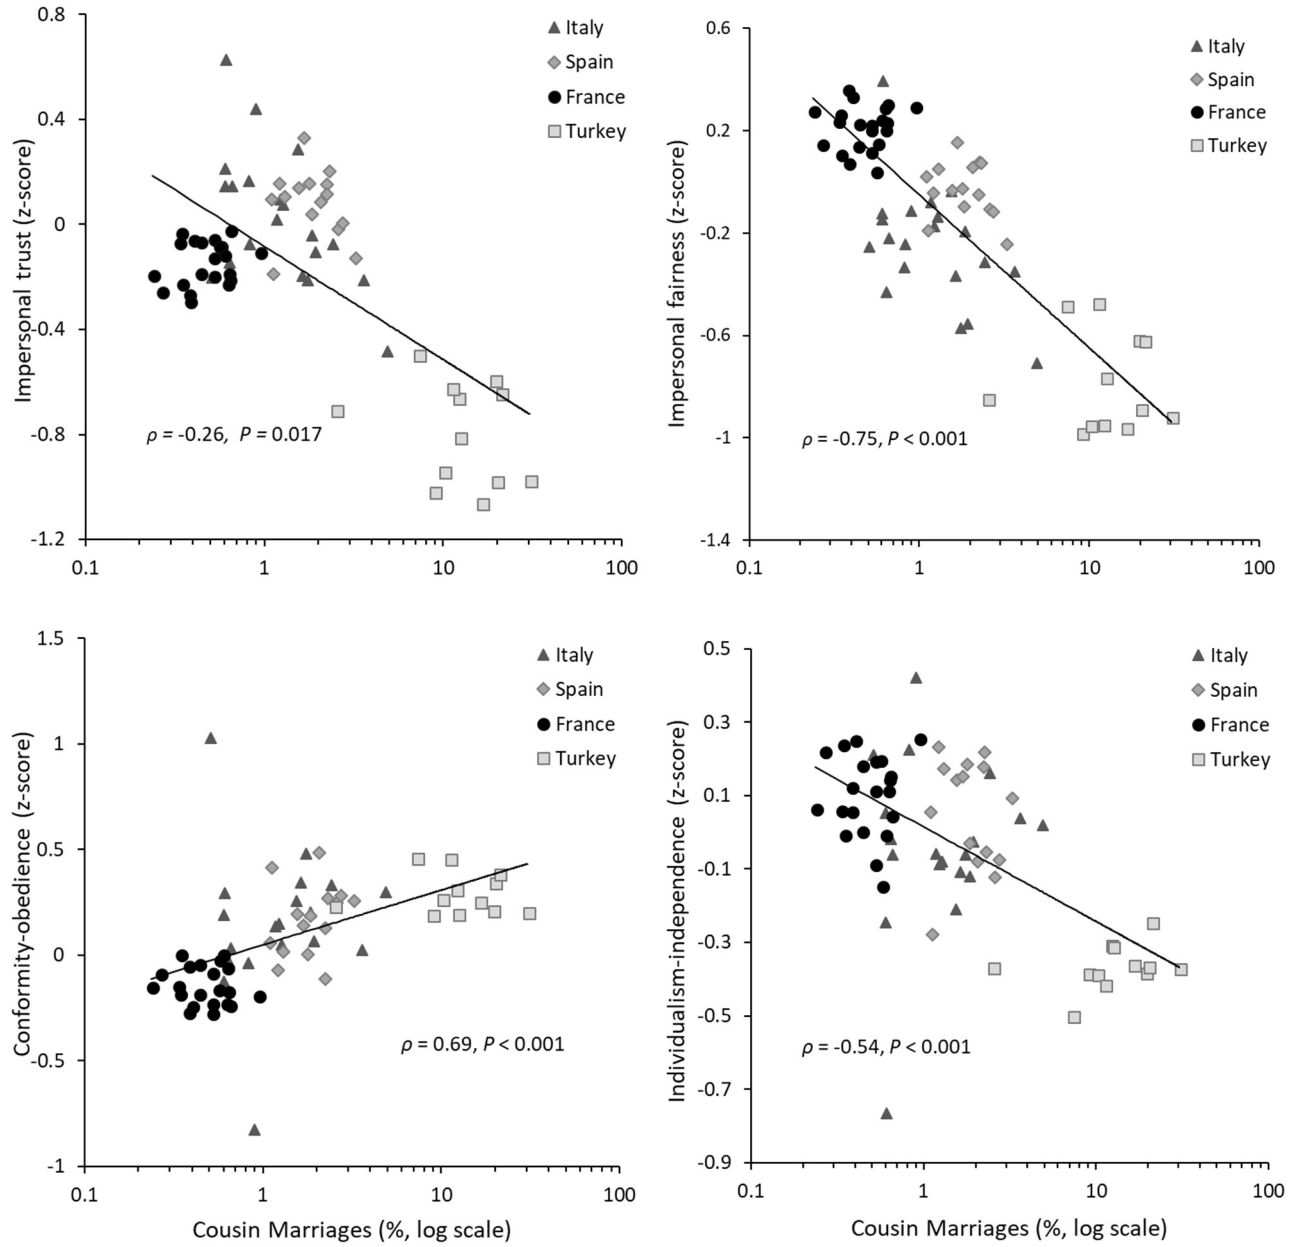 0.8
0.4
0
-0.4
-0.8
-1.2
Impersonal trust (z-score)
Italy
Spain
France
Turkey
ρ = -0.26, P = 0.017
0.1
1
10
100
0.6
0.2
-0.2
-0.6
-1
-1.4
Impersonal fairness (z-score)
Italy
Spain
France
Turkey
ρ = -0.75, P < 0.001
0.1
1
10
100
1.5
1
0.5
0
-0.5
-1
Conformity-obedience (z-score)
Italy
Spain
France
Turkey
ρ = 0.69, P < 0.001
0.1
1
10
100
Cousin Marriages (%, log scale)
0.5
0.3
0.1
-0.1
-0.3
-0.5
-0.7
-0.9
Individualism-independence (z-score)
Italy
Spain
France
Turkey
ρ = -0.54, P < 0.001
0.1
1
10
100
Cousin Marriages (%, log scale)